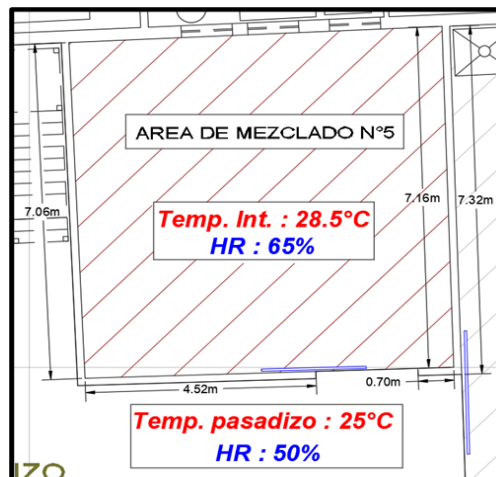 AREA DE MEZCLADO N°5
7.06m
7.16m
7.32m
Temp. Int. : 28.5°C
HR : 65%
4.52m
0.70m
Temp. pasadizo : 25°C
HR : 50%
IZO